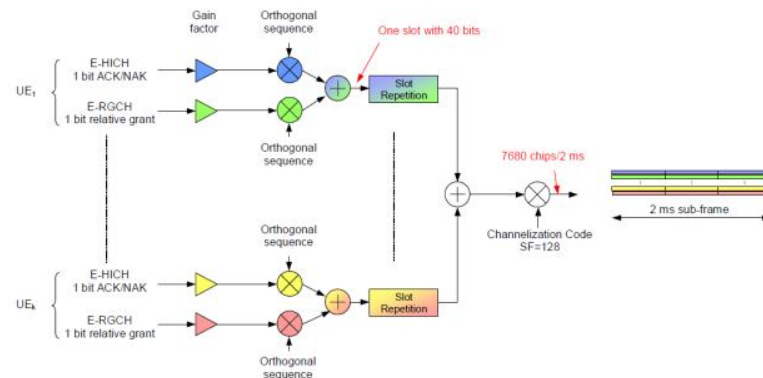 Gain
factor
Orthogonal
sequence
One slot with 40 bits
E-HICH
1 bit ACK/NAK
UE1
E-RGCH
1 bit relative grant
Slot
Repetition
Orthogonal
sequence
7680 chips/2 ms
2 ms sub-frame
Channelization Code
SF=128
Orthogonal
sequence
E-HICH
1 bit ACK/NAK
UEk
E-RGCH
1 bit relative grant
Slot
Repetition
Orthogonal
sequence